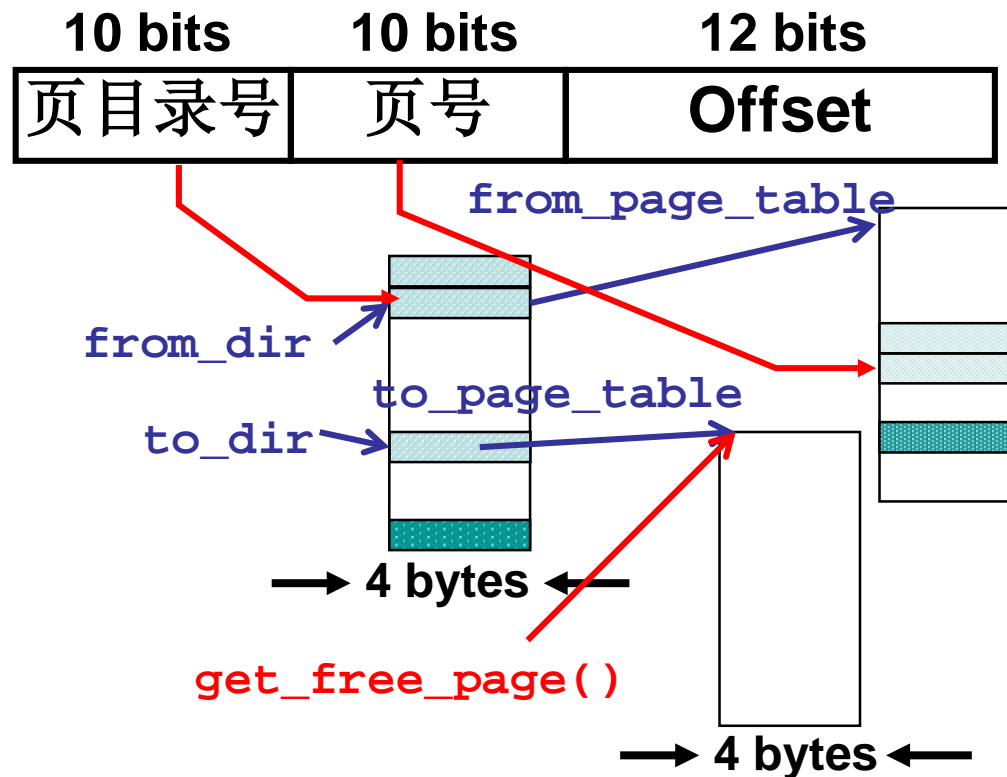 10 bits 10 bits 12 bits
页目录号 页号 Offset
from_page_table
from_dir
to_page_table
to_dir
4 bytes
get_free_page()
4 bytes